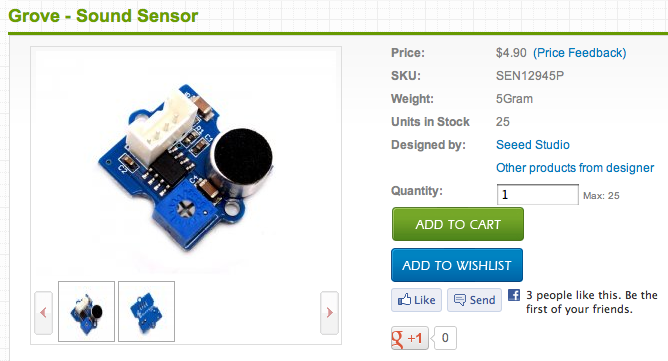 Grove - Sound Sensor
Price: $4.90 (Price Feedback)
SKU: SEN12945P
Weight: 5Gram
Units in Stock 25
Designed by: Seeed Studio
Other products from designer
Quantity: 1 Max: 25
ADD TO CART
ADD TO WISHLIST
Like Send 3 people like this. Be the
first of your friends.
g +1 0
C2
C4